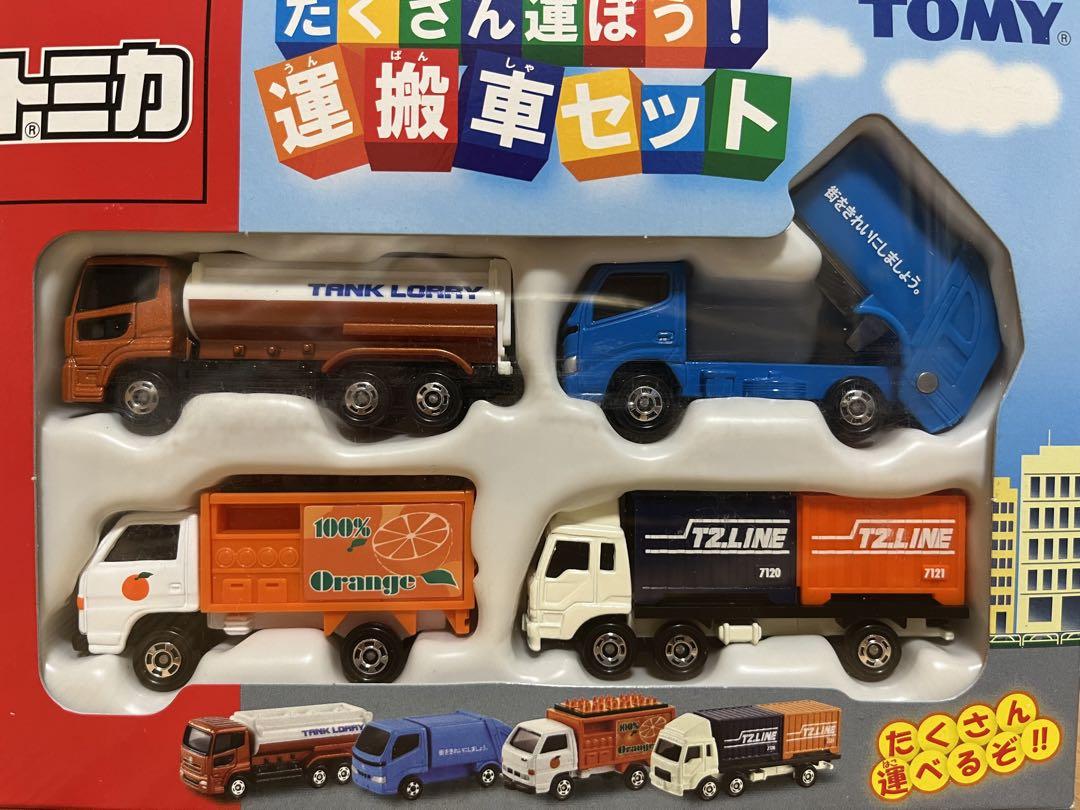 たくさん運ぼう！
TOMY®
トミカ®
うん ぱん しゃ
運搬車セット
TANK LORRY
街をきれいにしましょう。
100%
Orange
T2.LINE
7120
T2.LINE
7121
TANK LORRY
街をきれいにしましょう。
100%
Orange
T2.LINE
T2.LINE
たくさん
はこ
運べるぞ!!